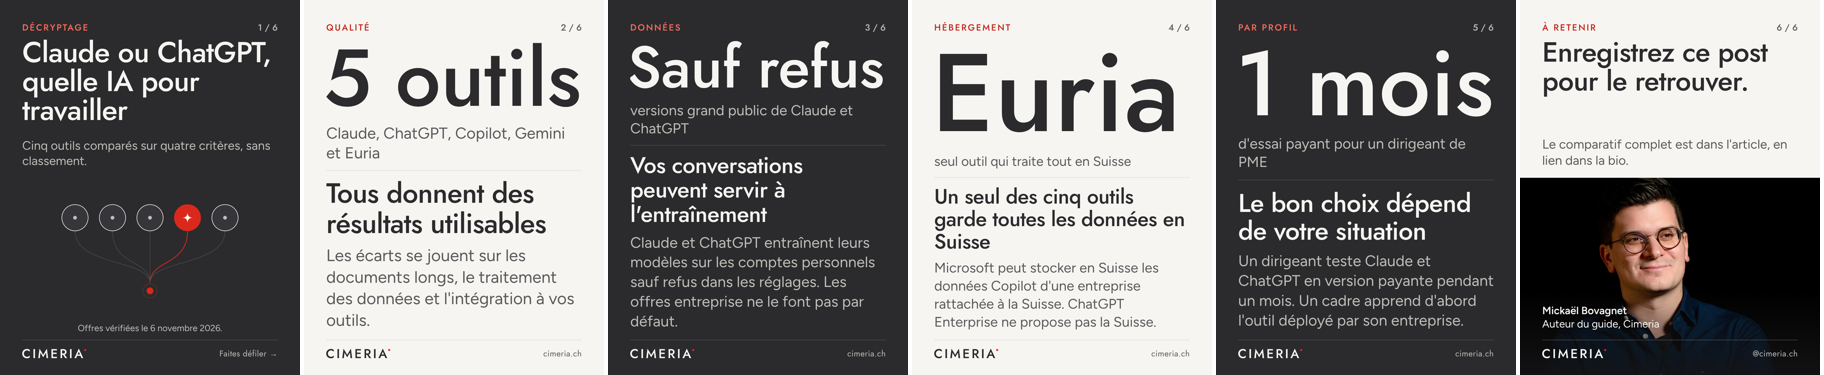 DÉCRYPTAGE
1 / 6
Claude ou ChatGPT,
quelle IA pour
travailler
Cinq outils comparés sur quatre critères, sans
classement.
Offres vérifiées le 6 novembre 2026.
CIMERIA
Faites défiler →
QUALITÉ
2 / 6
5 outils
Claude, ChatGPT, Copilot, Gemini
et Euria
Tous donnent des
résultats utilisables
Les écarts se jouent sur les
documents longs, le traitement
des données et l'intégration à vos
outils.
CIMERIA
cimeria.ch
DONNÉES
3 / 6
Sauf refus
versions grand public de Claude et
ChatGPT
Vos conversations
peuvent servir à
l'entraînement
Claude et ChatGPT entraînent leurs
modèles sur les comptes personnels
sauf refus dans les réglages. Les
offres entreprise ne le font pas par
défaut.
CIMERIA
cimeria.ch
HÉBERGEMENT
4 / 6
Euria
seul outil qui traite tout en Suisse
Un seul des cinq outils
garde toutes les données en
Suisse
Microsoft peut stocker en Suisse les
données Copilot d'une entreprise
rattachée à la Suisse. ChatGPT
Enterprise ne propose pas la Suisse.
CIMERIA
cimeria.ch
PAR PROFIL
5 / 6
1 mois
d'essai payant pour un dirigeant de
PME
Le bon choix dépend
de votre situation
Un dirigeant teste Claude et
ChatGPT en version payante pendant
un mois. Un cadre apprend d'abord
l'outil déployé par son entreprise.
CIMERIA
cimeria.ch
À RETENIR
6 / 6
Enregistrez ce post
pour le retrouver.
Le comparatif complet est dans l'article, en
lien dans la bio.
Mickaël Bovagnet
Auteur du guide, Cimeria
CIMERIA
@cimeria.ch